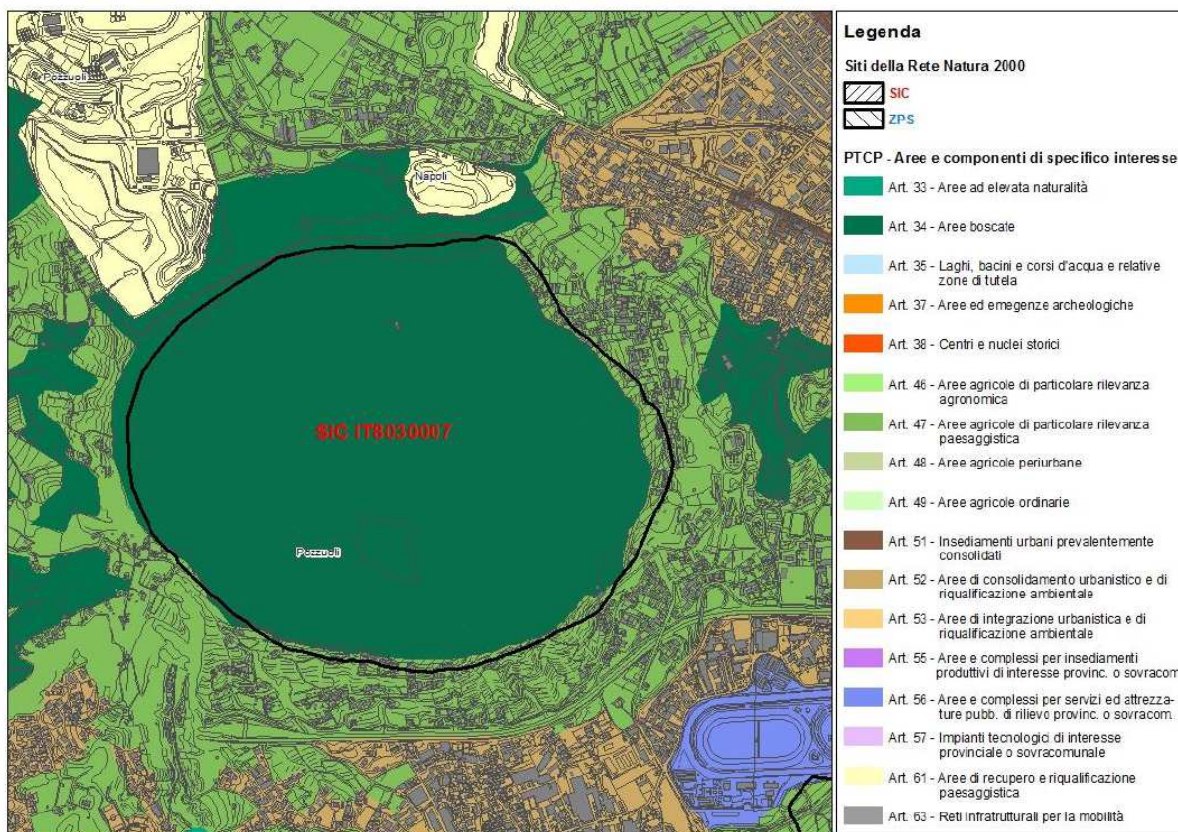 Pozzuoli
Napoli
SIC IT8030007
Pozzuoli
Legenda
Siti della Rete Natura 2000
SIC
ZPS
PTCP - Aree e componenti di specifico interesse
Art. 33 - Aree ad elevata naturalità
Art. 34 - Aree boscate
Art. 35 - Laghi, bacini e corsi d'acqua e relative
zone di tutela
Art. 37 - Aree ed emegenze archeologiche
Art. 38 - Centri e nuclei storici
Art. 46 - Aree agricole di particolare rilevanza
agronomica
Art. 47 - Aree agricole di particolare rilevanza
paesaggistica
Art. 48 - Aree agricole periurbane
Art. 49 - Aree agricole ordinarie
Art. 51 - Insediamenti urbani prevalentemente
consolidati
Art. 52 - Aree di consolidamento urbanistico e di
riqualificazione ambientale
Art. 53 - Aree di integrazione urbanistica e di
riqualificazione ambientale
Art. 55 - Aree e complessi per insediamenti
produttivi di interesse provinc. o sovracom
Art. 56 - Aree e complessi per servizi ed attrezza-
ture pubb. di rilievo provinc. o sovracom.
Art. 57 - Impianti tecnologici di interesse
provinciale o sovracomunale
Art. 61 - Aree di recupero e riqualificazione
paesaggistica
Art. 63 - Reti infratrutturali per la mobilità